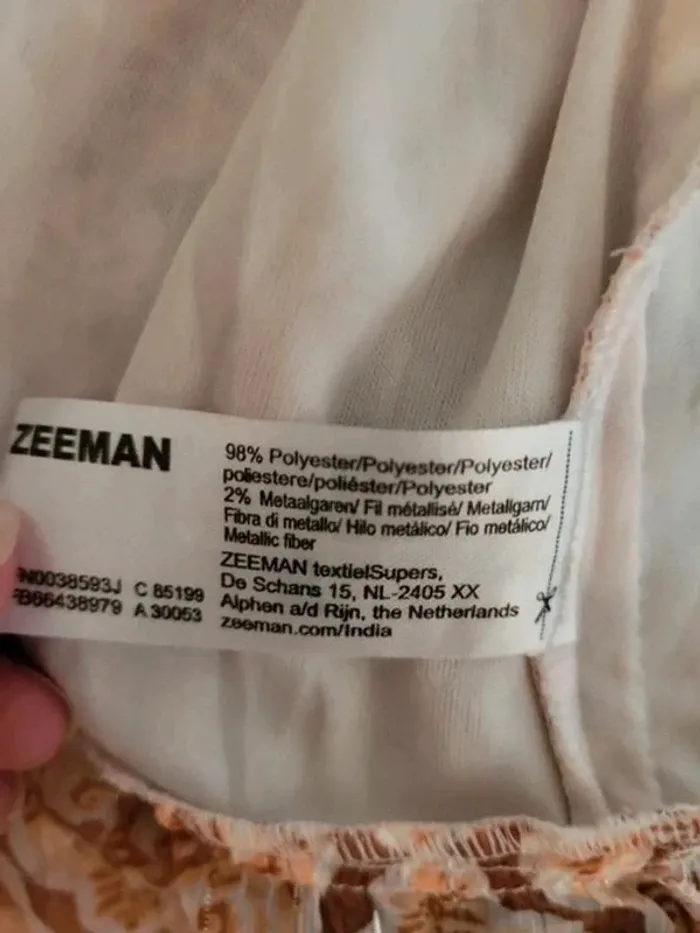 ZEEMAN
98% Polyester/Polyester/Polyester/
poliestere/poliéster/Polyester
2% Metaalgaren/ Fil métallisé/ Metallgarn/
Fibra di metallo/ Hilo metálico/ Fio metálico/
Metallic fiber
ZEEMAN textielSupers,
De Schans 15, NL-2405 XX
Alphen a/d Rijn, the Netherlands
zeeman.com/India
N0038593J C 85199
B66438979 A 30053